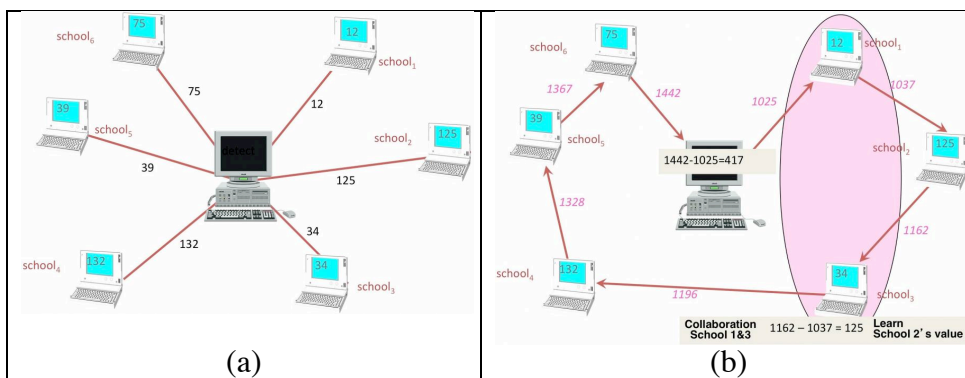 75
school6
12
school1
75
12
39
school5
detect
125
school2
39
125
132
34
school4
132
34
school3
(a)
75
school6
12
school1
1367
1442
1025
1037
39
school5
125
school2
1442-1025=417
1328
1162
school4
132
34
school3
1196
Collaboration
School 1&3
1162 – 1037 = 125
Learn
School 2's value
(b)